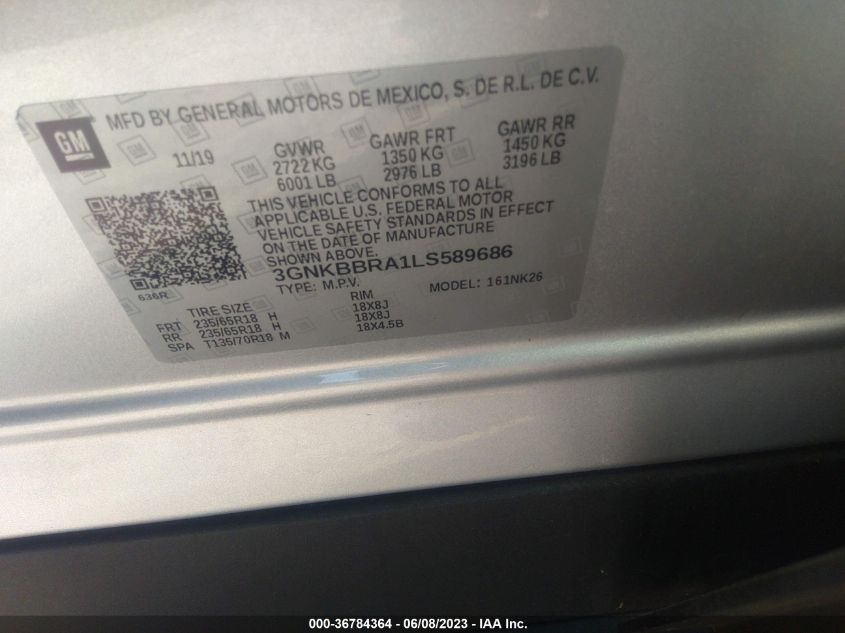 MFD BY GENERAL MOTORS DE MEXICO, S. DE R.L. DE C.V.
GM
11/19
GVWR
2722 KG
6001 LB
GAWR FRT
1350 KG
2976 LB
GAWR RR
1450 KG
3196 LB
THIS VEHICLE CONFORMS TO ALL
APPLICABLE U.S. FEDERAL MOTOR
VEHICLE SAFETY STANDARDS IN EFFECT
ON THE DATE OF MANUFACTURE
SHOWN ABOVE.
3GNKBBRA1LS589686
TYPE: M.P.V. MODEL: 161NK26
636R
TIRE SIZE RIM
FRT 235/65R18 H 18X8J
RR 235/65R18 H 18X8J
SPA T135/70R18 M 18X4.5B
000-36784364 - 06/08/2023 - IAA Inc.